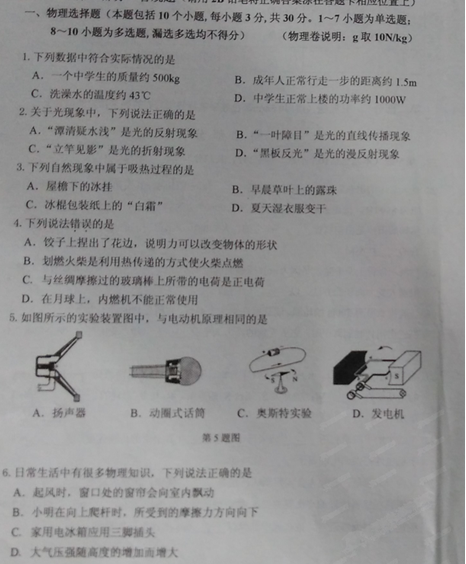 一、物理选择题（本题包括 10 个小题, 每小题 3 分, 共 30 分．1～7 小题为单选题;
8～10 小题为多选题, 漏选多选均不得分） （物理卷说明: g 取 10N/kg）
1. 下列数据中符合实际情况的是
A．一个中学生的质量约 500kg
B．成年人正常行走一步的距离约 1.5m
C．洗澡水的温度约 43℃
D．中学生正常上楼的功率约 1000W
2. 关于光现象中，下列说法正确的是
A．“潭清疑水浅”是光的反射现象
B．“一叶障目”是光的直线传播现象
C．“立竿见影”是光的折射现象
D．“黑板反光”是光的漫反射现象
3. 下列自然现象中属于吸热过程的是
A．屋檐下的冰挂
B．早晨草叶上的露珠
C．冰棍包装纸上的“白霜”
D．夏天湿衣服变干
4. 下列说法错误的是
A．饺子上捏出了花边，说明力可以改变物体的形状
B．划燃火柴是利用热传递的方式使火柴点燃
C．与丝绸摩擦过的玻璃棒上所带的电荷是正电荷
D．在月球上，内燃机不能正常使用
5. 如图所示的实验装置图中，与电动机原理相同的是
S N
S
A．扬声器 B．动圈式话筒 C．奥斯特实验 D．发电机
第 5 题图
6. 日常生活中有很多物理知识，下列说法正确的是
A．起风时，窗口处的窗帘会向室内飘动
B．小明在向上爬杆时，所受到的摩擦力方向向下
C．家用电冰箱应用三脚插头
D．大气压强随高度的增加而增大